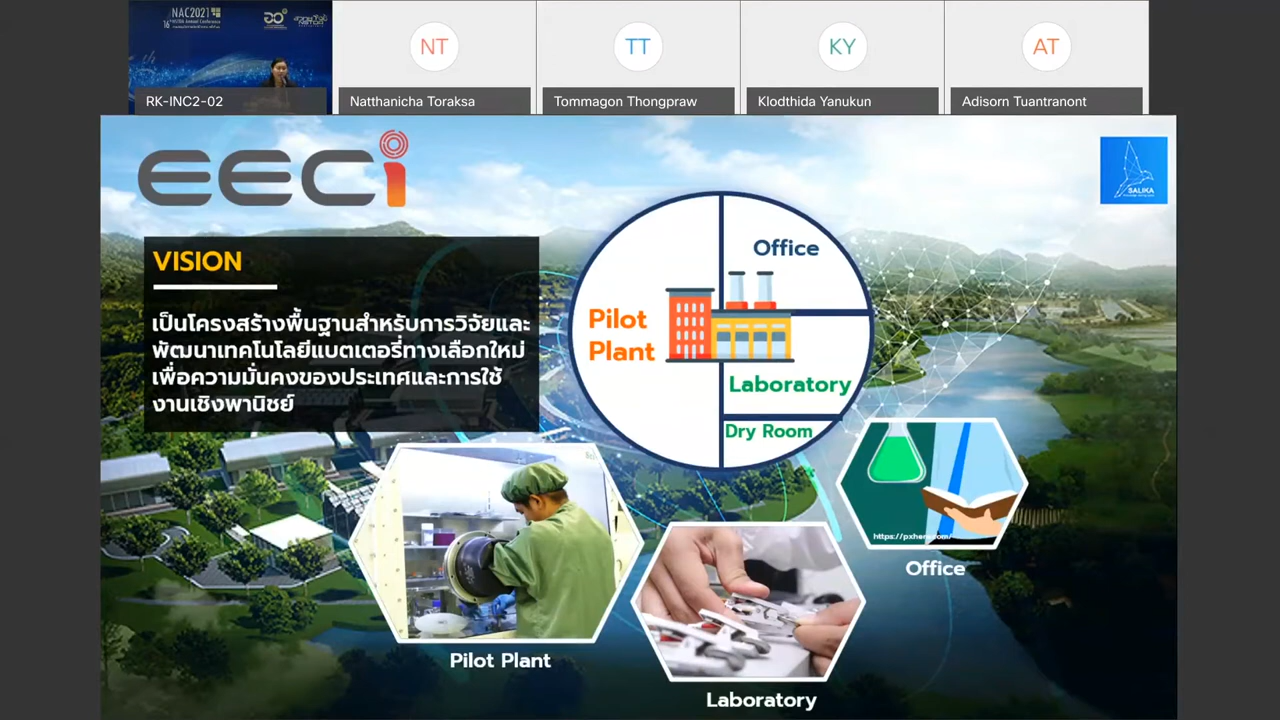 NAC2021
RK-INC2-02
NT
Natthanicha Toraksa
TT
Tommagon Thongpraw
KY
Klodthida Yanukun
AT
Adisorn Tuantranont
EECi
SALIKA
VISION
เป็นโครงสร้างพื้นฐานสำหรับการวิจัยและ
พัฒนาเทคโนโลยีแบตเตอรี่ทางเลือกใหม่
เพื่อความมั่นคงของประเทศและการใช้
งานเชิงพานิชย์
Office
Pilot
Plant
Laboratory
Dry Room
https://pxhere.com/
Office
Pilot Plant
Laboratory